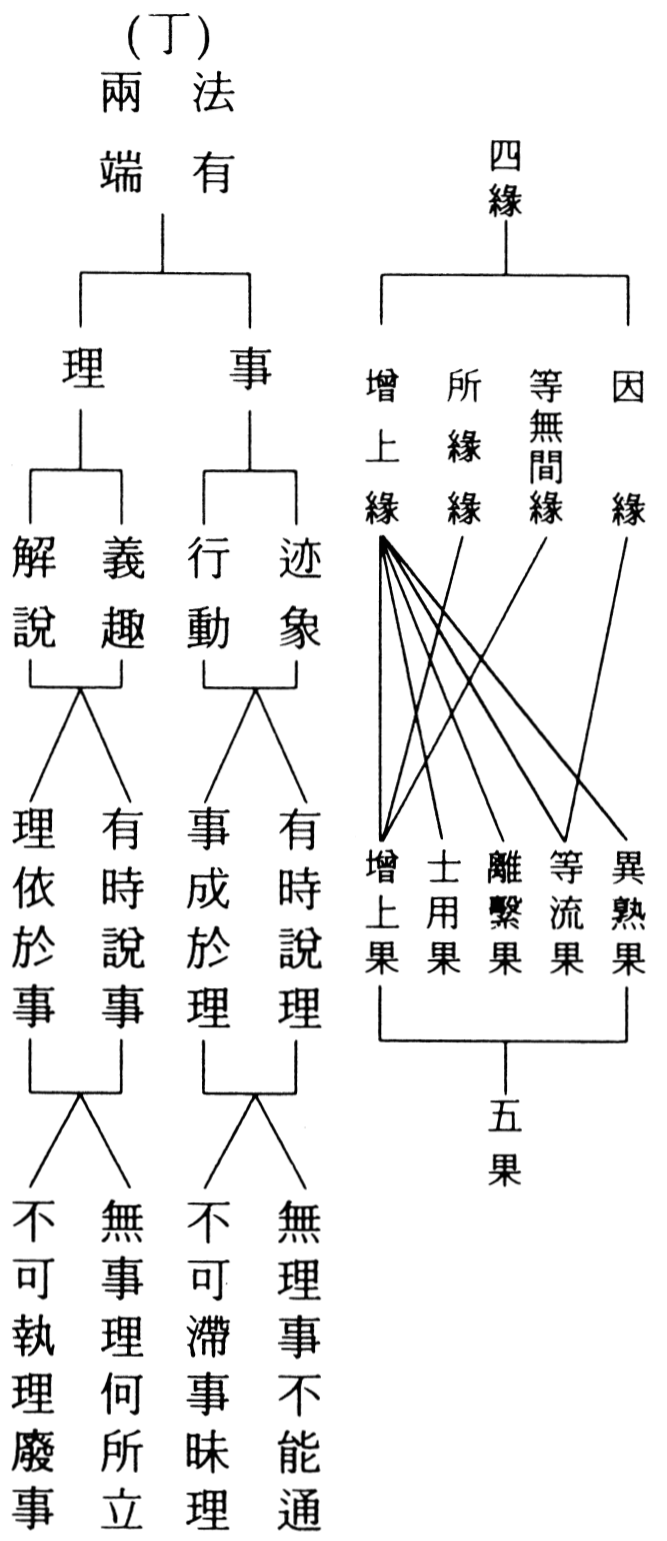 四緣
因緣
等無間緣
所緣緣
增上緣
異熟果
等流果
離繫果
士用果
增上果
五果
(丁)
法有
兩端
事
理
迹象
行動
義趣
解說
有時說理
事成於理
有時說事
理依於事
無理事不能通
不可滯事昧理
無事理何所立
不可執理廢事